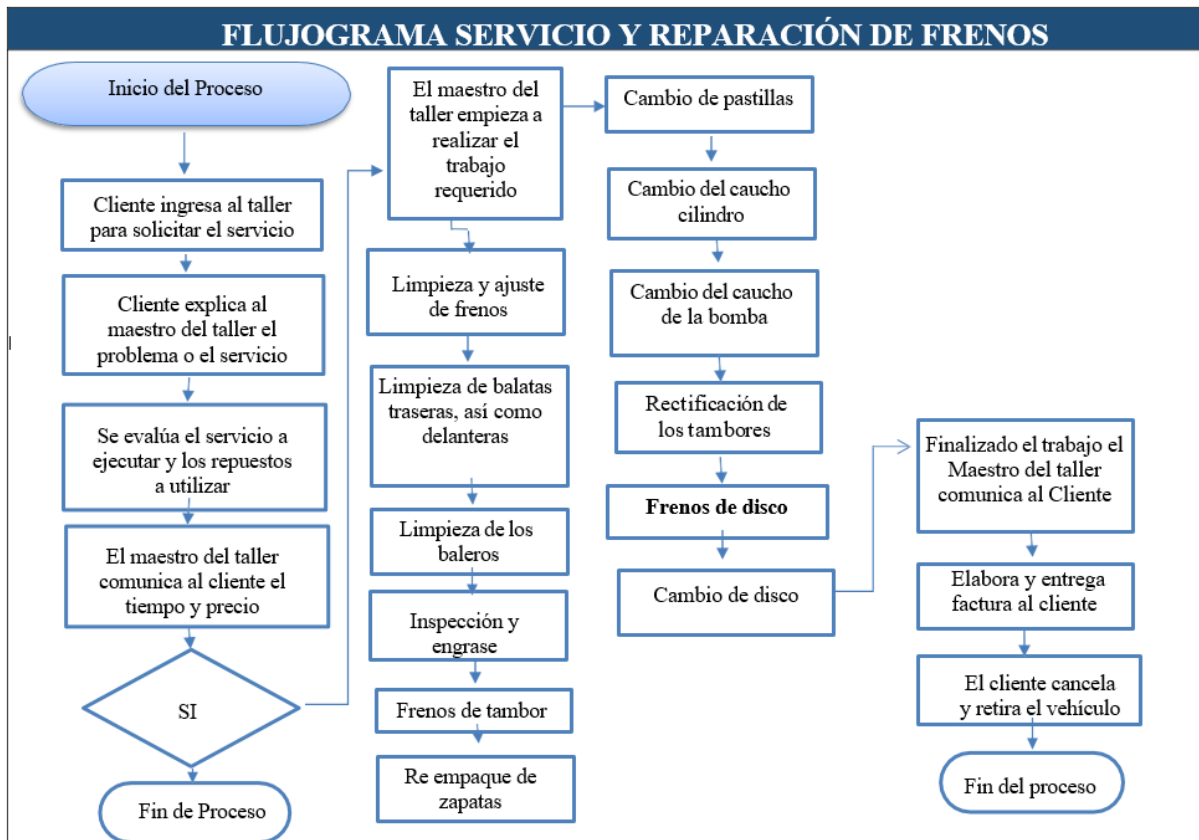 FLUJOGRAMA SERVICIO Y REPARACIÓN DE FRENOS
Inicio del Proceso
Cliente ingresa al taller
para solicitar el servicio
Cliente explica al
maestro del taller el
problema o el servicio
Se evalúa el servicio a
ejecutar y los repuestos
a utilizar
El maestro del taller
comunica al cliente el
tiempo y precio
SI
Fin de Proceso
El maestro del
taller empieza a
realizar el
trabajo
requerido
Limpieza y ajuste
de frenos
Limpieza de balatas
traseras, así como
delanteras
Limpieza de los
baleros
Inspección y
engrase
Frenos de tambor
Re empaque de
zapatas
Cambio de pastillas
Cambio del caucho
cilindro
Cambio del caucho
de la bomba
Rectificación de
los tambores
Frenos de disco
Cambio de disco
Finalizado el trabajo el
Maestro del taller
comunica al Cliente
Elabora y entrega
factura al cliente
El cliente cancela
y retira el vehículo
Fin del proceso